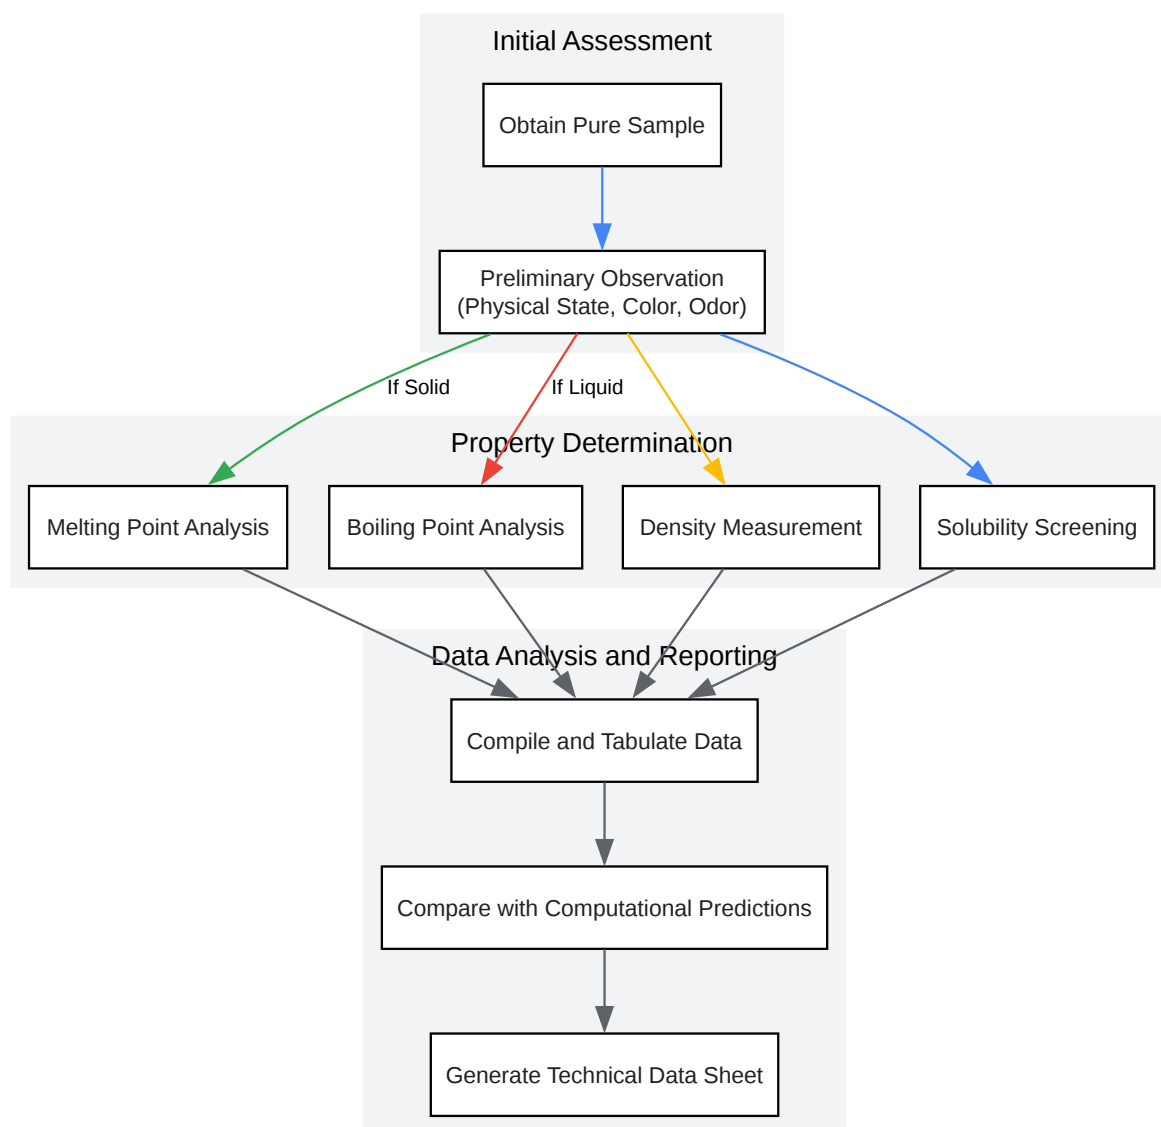 Initial Assessment
Obtain Pure Sample
Preliminary Observation
(Physical State, Color, Odor)
If Solid
If Liquid
Property Determination
Melting Point Analysis
Boiling Point Analysis
Density Measurement
Solubility Screening
Data Analysis and Reporting
Compile and Tabulate Data
Compare with Computational Predictions
Generate Technical Data Sheet